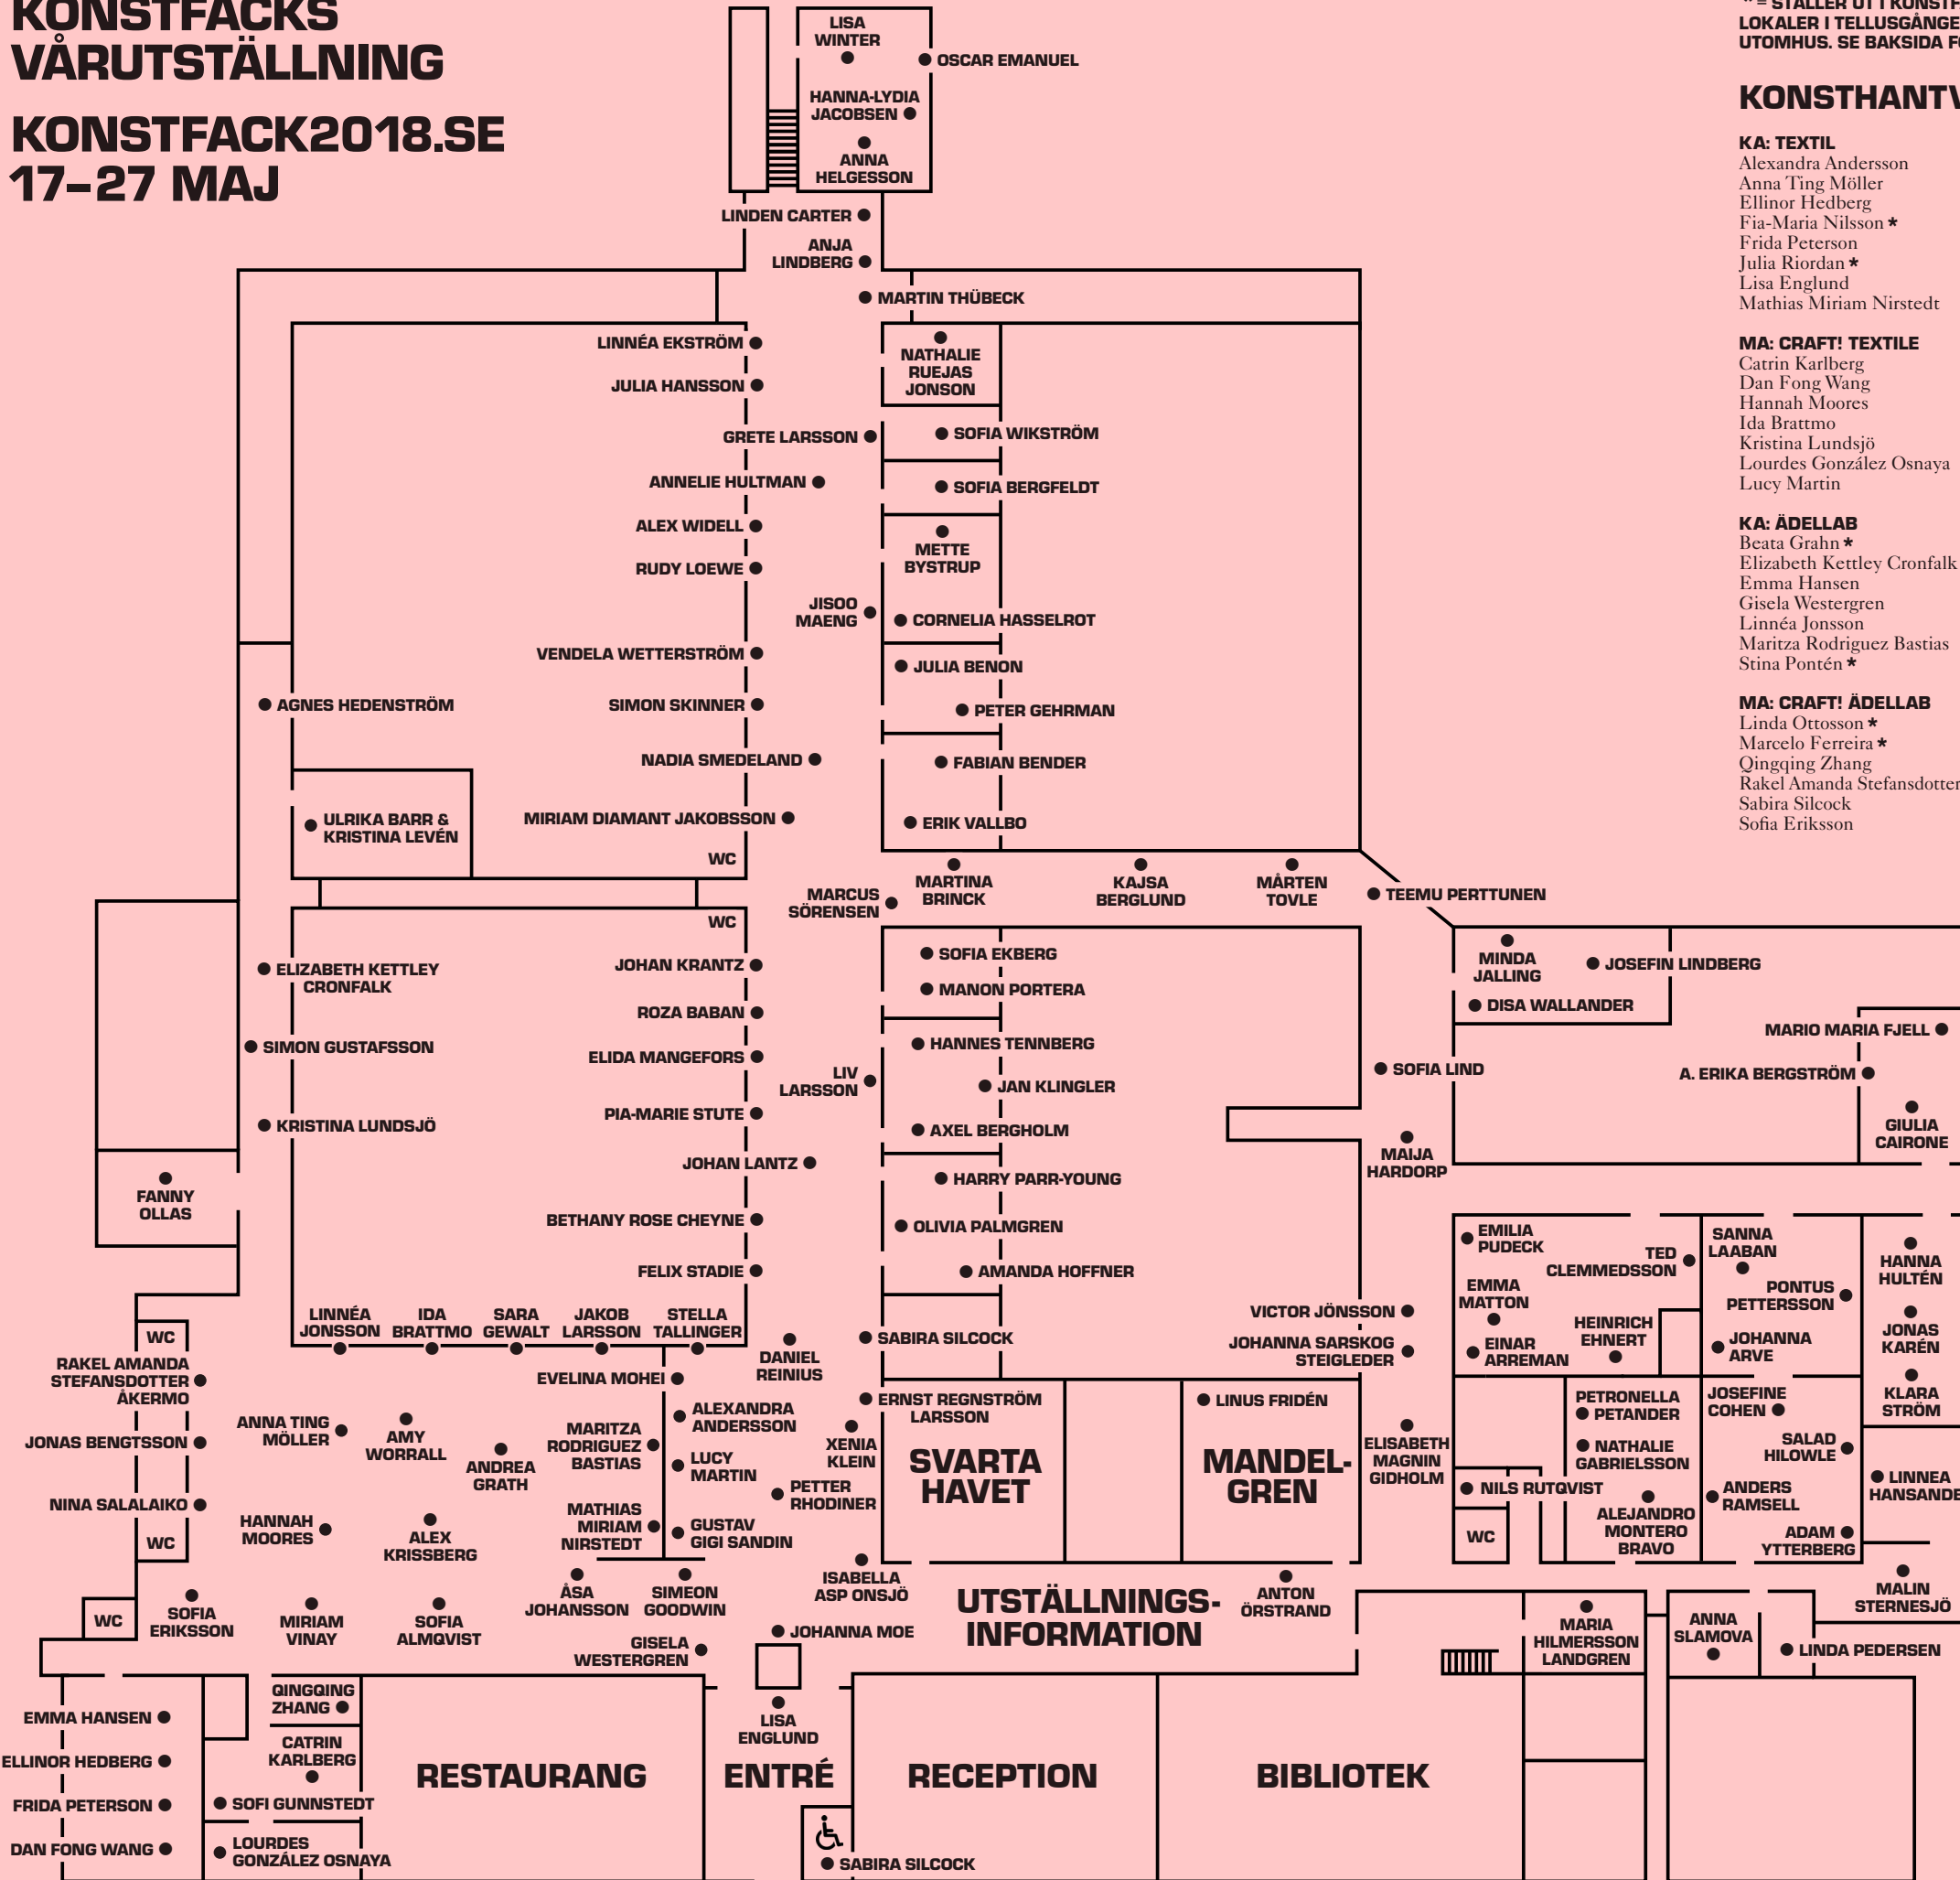 KONSTFACKS
VÅRUTSTÄLLNING
KONSTFACK2018.SE
17–27 MAJ
LISA
WINTER
OSCAR EMANUEL
HANNA-LYDIA
JACOBSEN
ANNA
HELGESSON
LINDEN CARTER
ANJA
LINDBERG
MARTIN THÜBECK
LINNÉA EKSTRÖM
NATHALIE
RUEJAS
JONSON
JULIA HANSSON
GRETE LARSSON
SOFIA WIKSTRÖM
ANNELIE HULTMAN
SOFIA BERGFELDT
ALEX WIDELL
METTE
BYSTRUP
RUDY LOEWE
JISOO
MAENG
CORNELIA HASSELROT
VENDELA WETTERSTRÖM
JULIA BENON
AGNES HEDENSTRÖM
SIMON SKINNER
PETER GEHRMAN
NADIA SMEDELAND
FABIAN BENDER
ULRIKA BARR &
KRISTINA LEVÉN
MIRIAM DIAMANT JAKOBSSON
ERIK VALLBO
WC
MARTINA
BRINCK
KAJSA
BERGLUND
MÅRTEN
TOVLE
MARCUS
SÖRENSEN
TEEMU PERTTUNEN
WC
SOFIA EKBERG
MINDA
JALLING
JOSEFIN LINDBERG
ELIZABETH KETTLEY
CRONFALK
JOHAN KRANTZ
MANON PORTERA
DISA WALLANDER
ROZA BABAN
MARIO MARIA FJELL
SIMON GUSTAFSSON
ELIDA MANGEFORS
HANNES TENNBERG
LIV
LARSSON
JAN KLINGLER
SOFIA LIND
A. ERIKA BERGSTRÖM
KRISTINA LUNDSJÖ
PIA-MARIE STUTE
AXEL BERGHOLM
GIULIA
CAIRONE
MAIJA
HARDORP
JOHAN LANTZ
HARRY PARR-YOUNG
FANNY
OLLAS
BETHANY ROSE CHEYNE
OLIVIA PALMGREN
FELIX STADIE
AMANDA HOFFNER
EMILIA
PUDECK
TED
CLEMMEDSSON
SANNA
LAABAN
HANNA
HULTÉN
EMMA
MATTON
PONTUS
PETTERSSON
LINNÉA
JONSSON
IDA
BRATTMO
SARA
GEWALT
JAKOB
LARSSON
STELLA
TALLINGER
VICTOR JÖNSSON
HEINRICH
EHNERT
JOHANNA
ARVE
JONAS
KARÉN
WC
DANIEL
REINIUS
SABIRA SILCOCK
JOHANNA SARSKOG
STEIGLEDER
EINAR
ARREMAN
RAKEL AMANDA
STEFANSDOTTER
ÅKERMO
EVELINA MOHEI
ERNST REGNSTRÖM
LARSSON
LINUS FRIDÉN
PETRONELLA
PETANDER
JOSEFINE
COHEN
KLARA
STRÖM
ANNA TING
MÖLLER
AMY
WORRALL
MARITZA
RODRIGUEZ
BASTIAS
ALEXANDRA
ANDERSSON
XENIA
KLEIN
ELISABETH
MAGNIN
GIDHOLM
NATHALIE
GABRIELSSON
SALAD
HILOWLE
JONAS BENGTSSON
ANDREA
GRATH
LUCY
MARTIN
SVARTA
HAVET
MANDEL-
GREN
NILS RUTQVIST
ANDERS
RAMSELL
LINNEA
HANSANDE
NINA SALALAIKO
PETTER
RHODINER
ALEJANDRO
MONTERO
BRAVO
HANNAH
MOORES
ALEX
KRISSBERG
MATHIAS
MIRIAM
NIRSTEDT
GUSTAV
GIGI SANDIN
WC
WC
ADAM
YTTERBERG
ISABELLA
ASP ONSJÖ
ÅSA
JOHANSSON
SIMEON
GOODWIN
UTSTÄLLNINGS-
INFORMATION
ANTON
ÖRSTRAND
MALIN
STERNESJÖ
WC
SOFIA
ERIKSSON
MIRIAM
VINAY
SOFIA
ALMQVIST
JOHANNA MOE
MARIA
HILMERSSON
LANDGREN
ANNA
SLAMOVA
LINDA PEDERSEN
GISELA
WESTERGREN
QINGQING
ZHANG
LISA
ENGLUND
EMMA HANSEN
CATRIN
KARLBERG
ELLINOR HEDBERG
RESTAURANG
ENTRÉ
RECEPTION
BIBLIOTEK
FRIDA PETERSON
SOFI GUNNSTEDT
DAN FONG WANG
LOURDES
GONZÁLEZ OSNAYA
SABIRA SILCOCK
* = STÄLLER UT I KONSTF
LOKALER I TELLUSGÅNGE
UTOMHUS. SE BAKSIDA F
KONSTHANTV
KA: TEXTIL
Alexandra Andersson
Anna Ting Möller
Ellinor Hedberg
Fia-Maria Nilsson *
Frida Peterson
Julia Riordan *
Lisa Englund
Mathias Miriam Nirstedt
MA: CRAFT! TEXTILE
Catrin Karlberg
Dan Fong Wang
Hannah Moores
Ida Brattmo
Kristina Lundsjö
Lourdes González Osnaya
Lucy Martin
KA: ÄDELLAB
Beata Grahn *
Elizabeth Kettley Cronfalk
Emma Hansen
Gisela Westergren
Linnéa Jonsson
Maritza Rodriguez Bastias
Stina Pontén *
MA: CRAFT! ÄDELLAB
Linda Ottosson *
Marcelo Ferreira *
Qingqing Zhang
Rakel Amanda Stefansdotter
Sabira Silcock
Sofia Eriksson